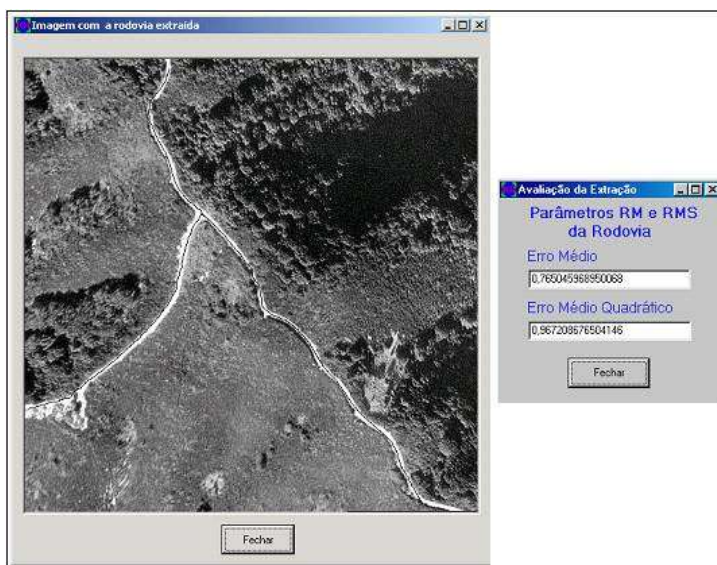 Imagem com a rodovia extraída
Fechar
Avaliação da Extração
Parâmetros RM e RMS
da Rodovia
Erro Médio
0,765045968950068
Erro Médio Quadrático
0,967208676504146
Fechar